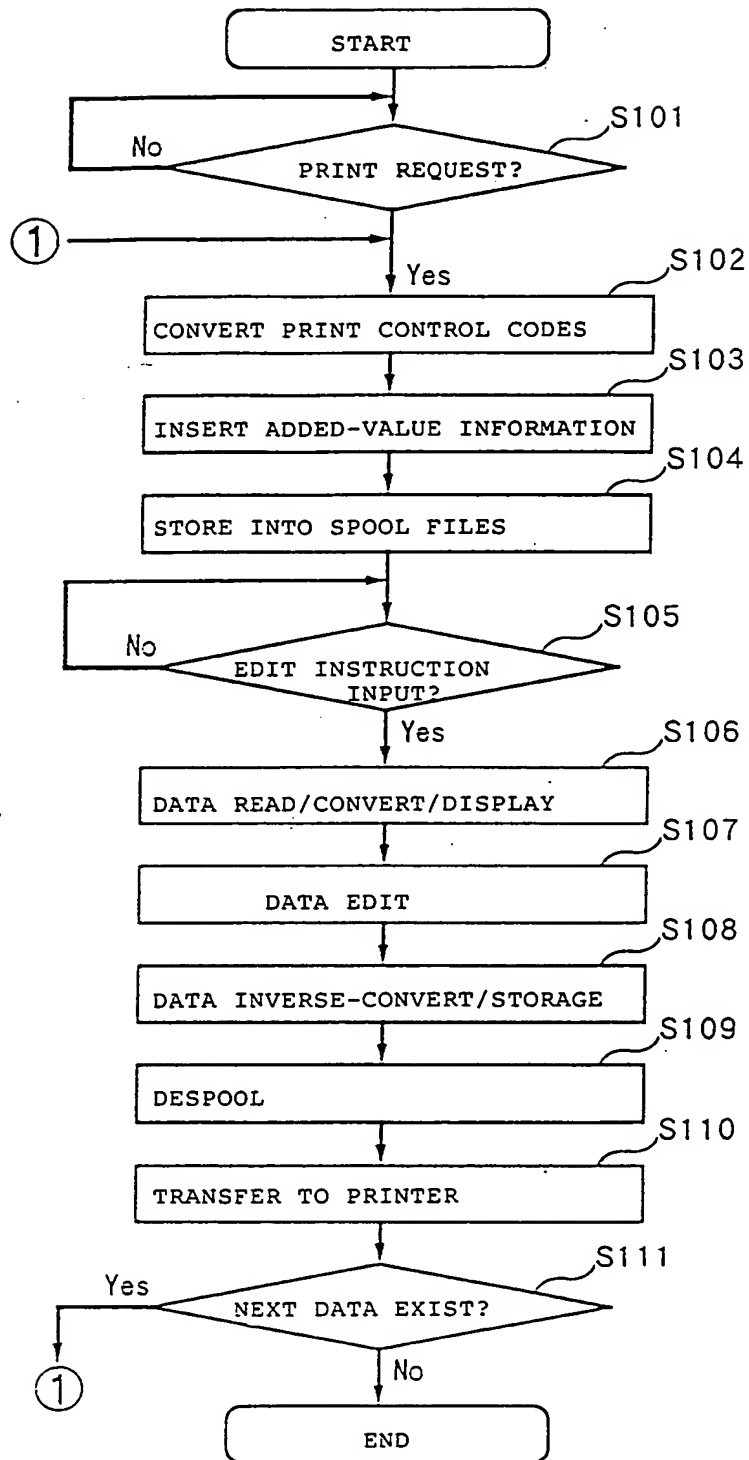 START
S101
No
PRINT REQUEST?
1
Yes
S102
CONVERT PRINT CONTROL CODES
S103
INSERT ADDED-VALUE INFORMATION
S104
STORE INTO SPOOL FILES
S105
No
EDIT INSTRUCTION
INPUT?
Yes
S106
DATA READ/CONVERT/DISPLAY
S107
DATA EDIT
S108
DATA INVERSE-CONVERT/STORAGE
S109
DESPOOL
S110
TRANSFER TO PRINTER
S111
Yes
NEXT DATA EXIST?
1
No
END